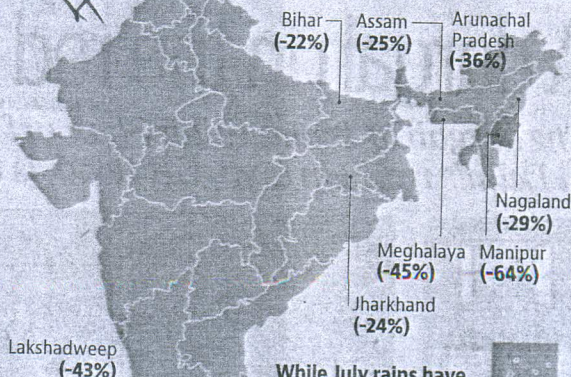 Bihar
(-22%)
Assam
(-25%)
Arunachal
Pradesh
(-36%)
Nagaland
(-29%)
Meghalaya
(-45%)
Manipur
(-64%)
Jharkhand
(-24%)
Lakshadweep
(-43%)
While July rains have